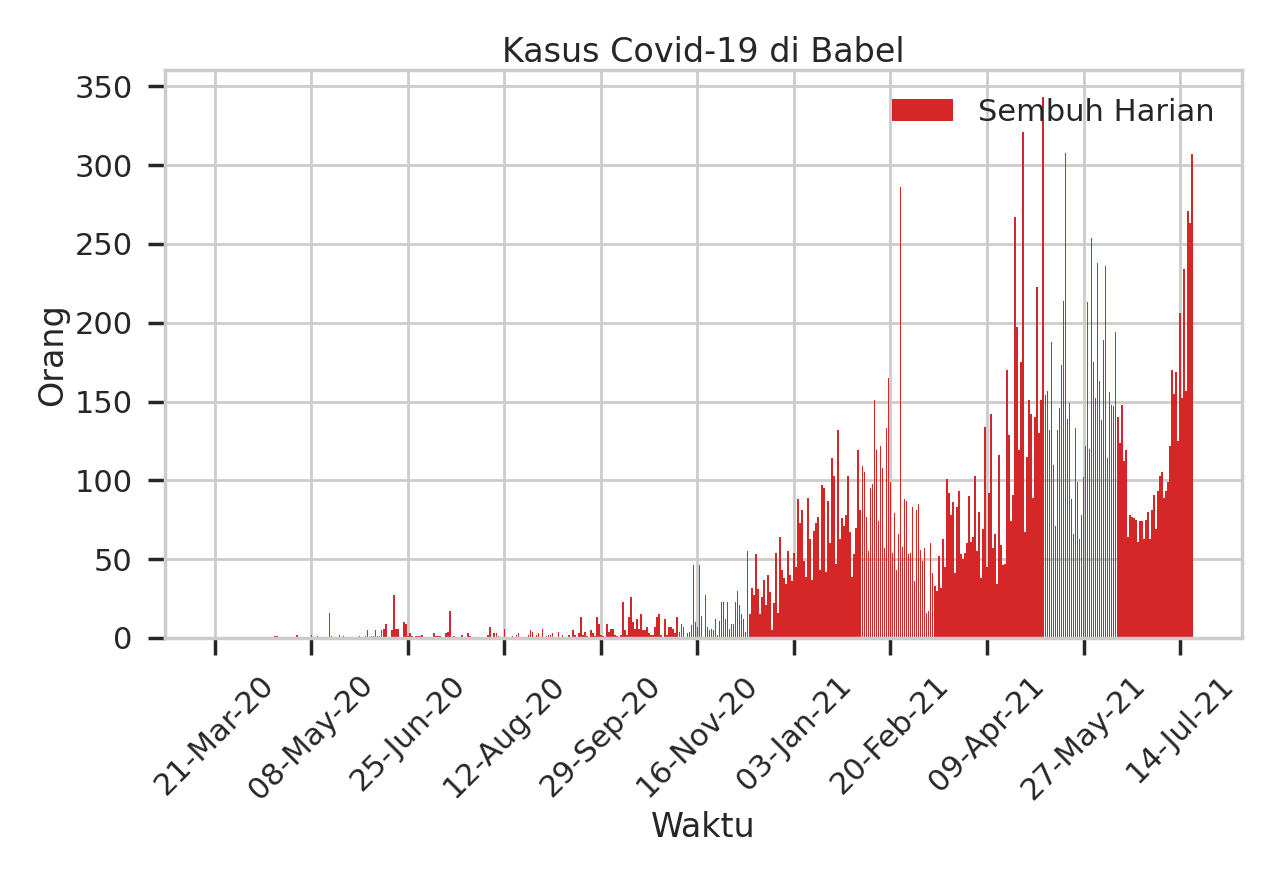 Kasus Covid-19 di Babel
350
300
250
200
150
100
50
0
Orang
Sembuh Harian
21-Mar-20
08-May-20
25-Jun-20
12-Aug-20
29-Sep-20
16-Nov-20
03-Jan-21
20-Feb-21
09-Apr-21
27-May-21
14-Jul-21
Waktu